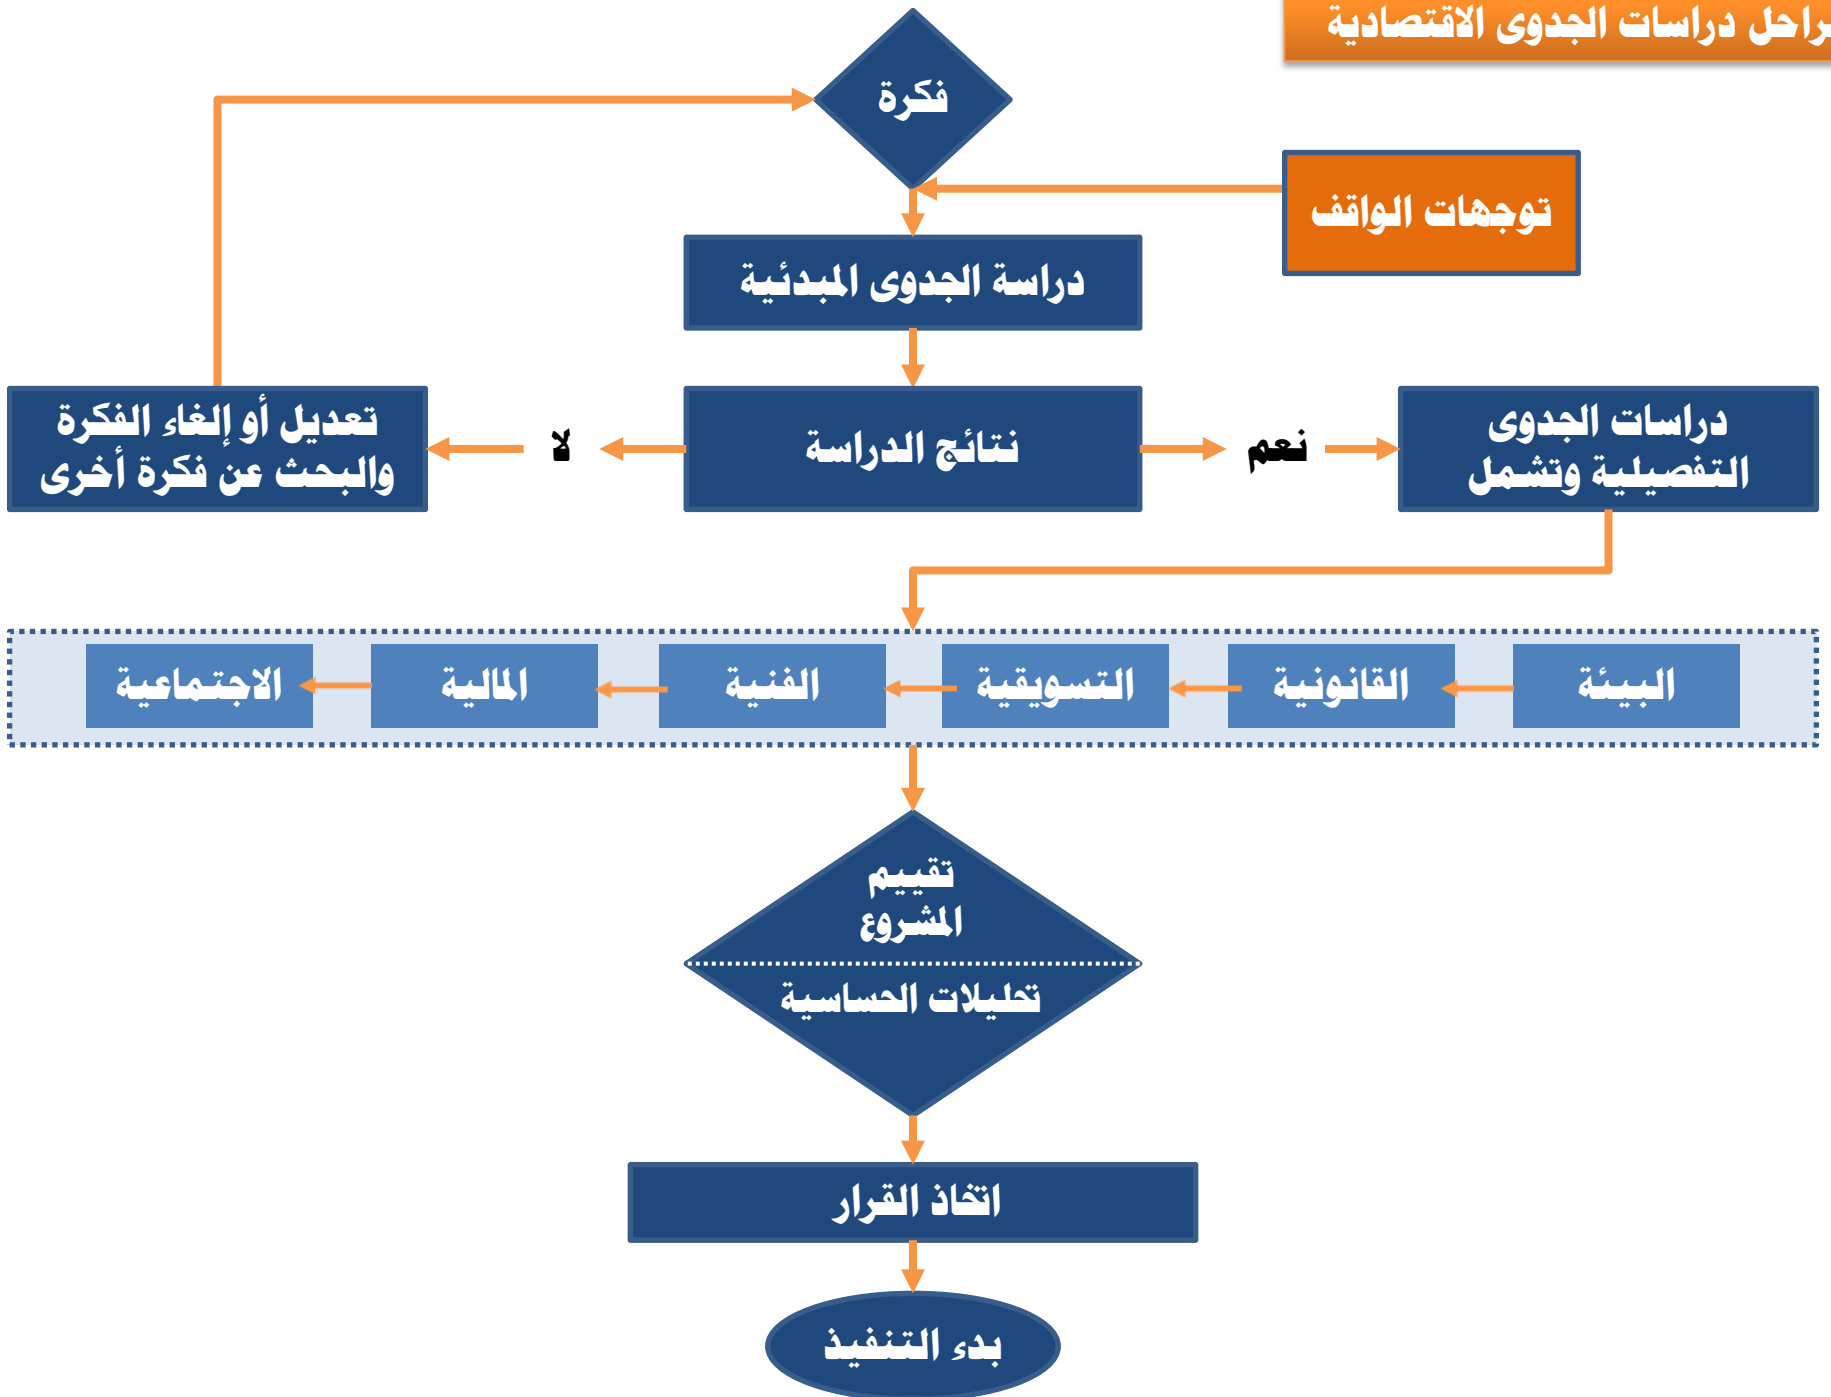 راحل دراسات الجدوى الاقتصادية
فكرة
توجهات الواقف
دراسة الجدوى المبدئية
دراسات الجدوى
التفصيلية وتشمل
نعم
نتائج الدراسة
لا
تعديل أو إلغاء الفكرة
والبحث عن فكرة أخرى
البيئة
القانونية
التسويقية
الفنية
المالية
الاجتماعية
تقييم
المشروع
تحليلات الحساسية
اتخاذ القرار
بدء التنفيذ